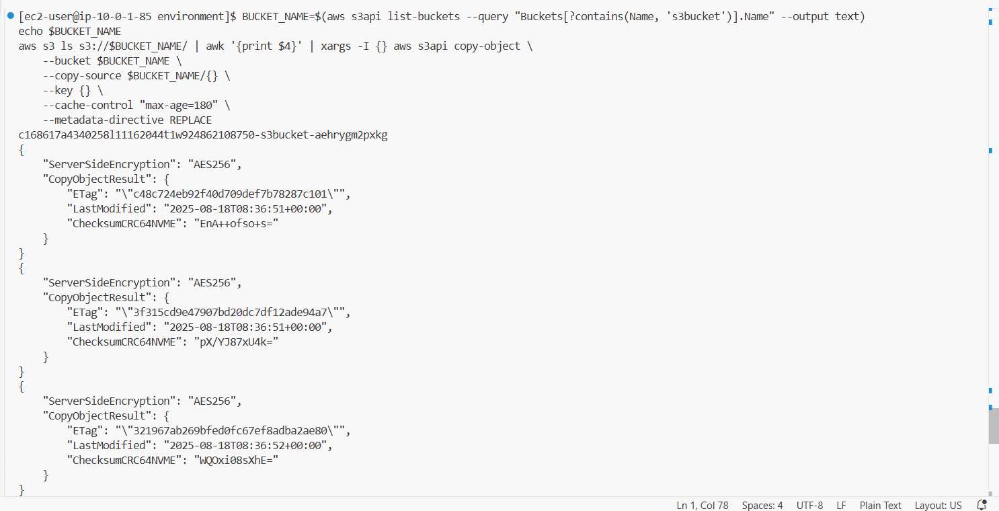 [ec2-user@ip-10-0-1-85 environment]$ BUCKET_NAME=$(aws s3api list-buckets --query "Buckets[?contains(Name, 's3bucket')].Name" --output text)
echo $BUCKET_NAME
aws s3 ls s3://$BUCKET_NAME/ | awk '{print $4}' | xargs -I {} aws s3api copy-object \
    --bucket $BUCKET_NAME \
    --copy-source $BUCKET_NAME/{} \
    --key {} \
    --cache-control "max-age=180" \
    --metadata-directive REPLACE
c168617a4340258l11162044t1w924862108750-s3bucket-aehrygm2pxkg
{
    "ServerSideEncryption": "AES256",
    "CopyObjectResult": {
        "ETag": "\"c48c724eb92f40d709def7b78287c101\"",
        "LastModified": "2025-08-18T08:36:51+00:00",
        "ChecksumCRC64NVME": "EnA++ofso+s="
    }
}
{
    "ServerSideEncryption": "AES256",
    "CopyObjectResult": {
        "ETag": "\"3f315cd9e47907bd20dc7df12ade94a7\"",
        "LastModified": "2025-08-18T08:36:51+00:00",
        "ChecksumCRC64NVME": "pX/YJ87xU4k="
    }
}
{
    "ServerSideEncryption": "AES256",
    "CopyObjectResult": {
        "ETag": "\"321967ab269bfed0fc67ef8adba2ae80\"",
        "LastModified": "2025-08-18T08:36:52+00:00",
        "ChecksumCRC64NVME": "WQOxi08sXhE="
    }
}
Ln 1, Col 78 Spaces: 4 UTF-8 LF Plain Text Layout: US